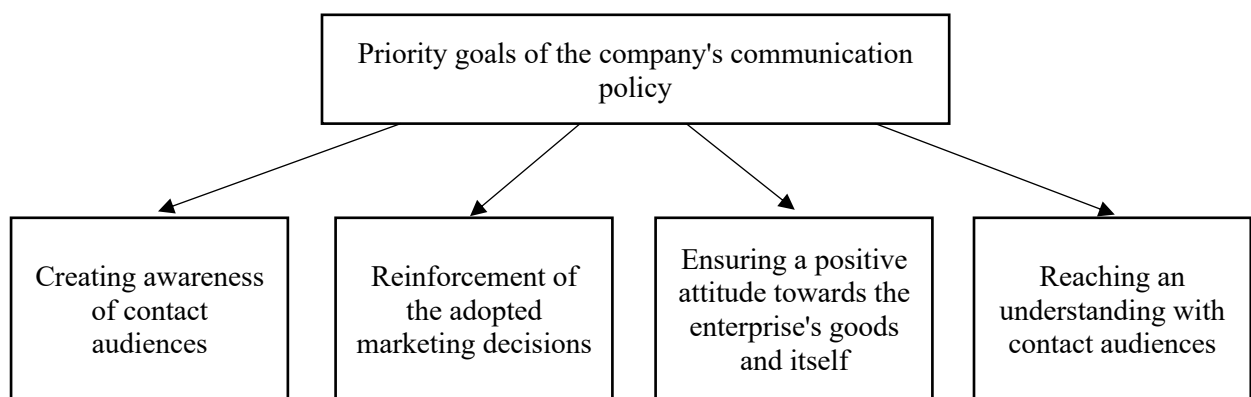 Priority goals of the company's communication
policy
Creating awareness
of contact
audiences
Reinforcement of
the adopted
marketing decisions
Ensuring a positive
attitude towards the
enterprise's goods
and itself
Reaching an
understanding with
contact audiences